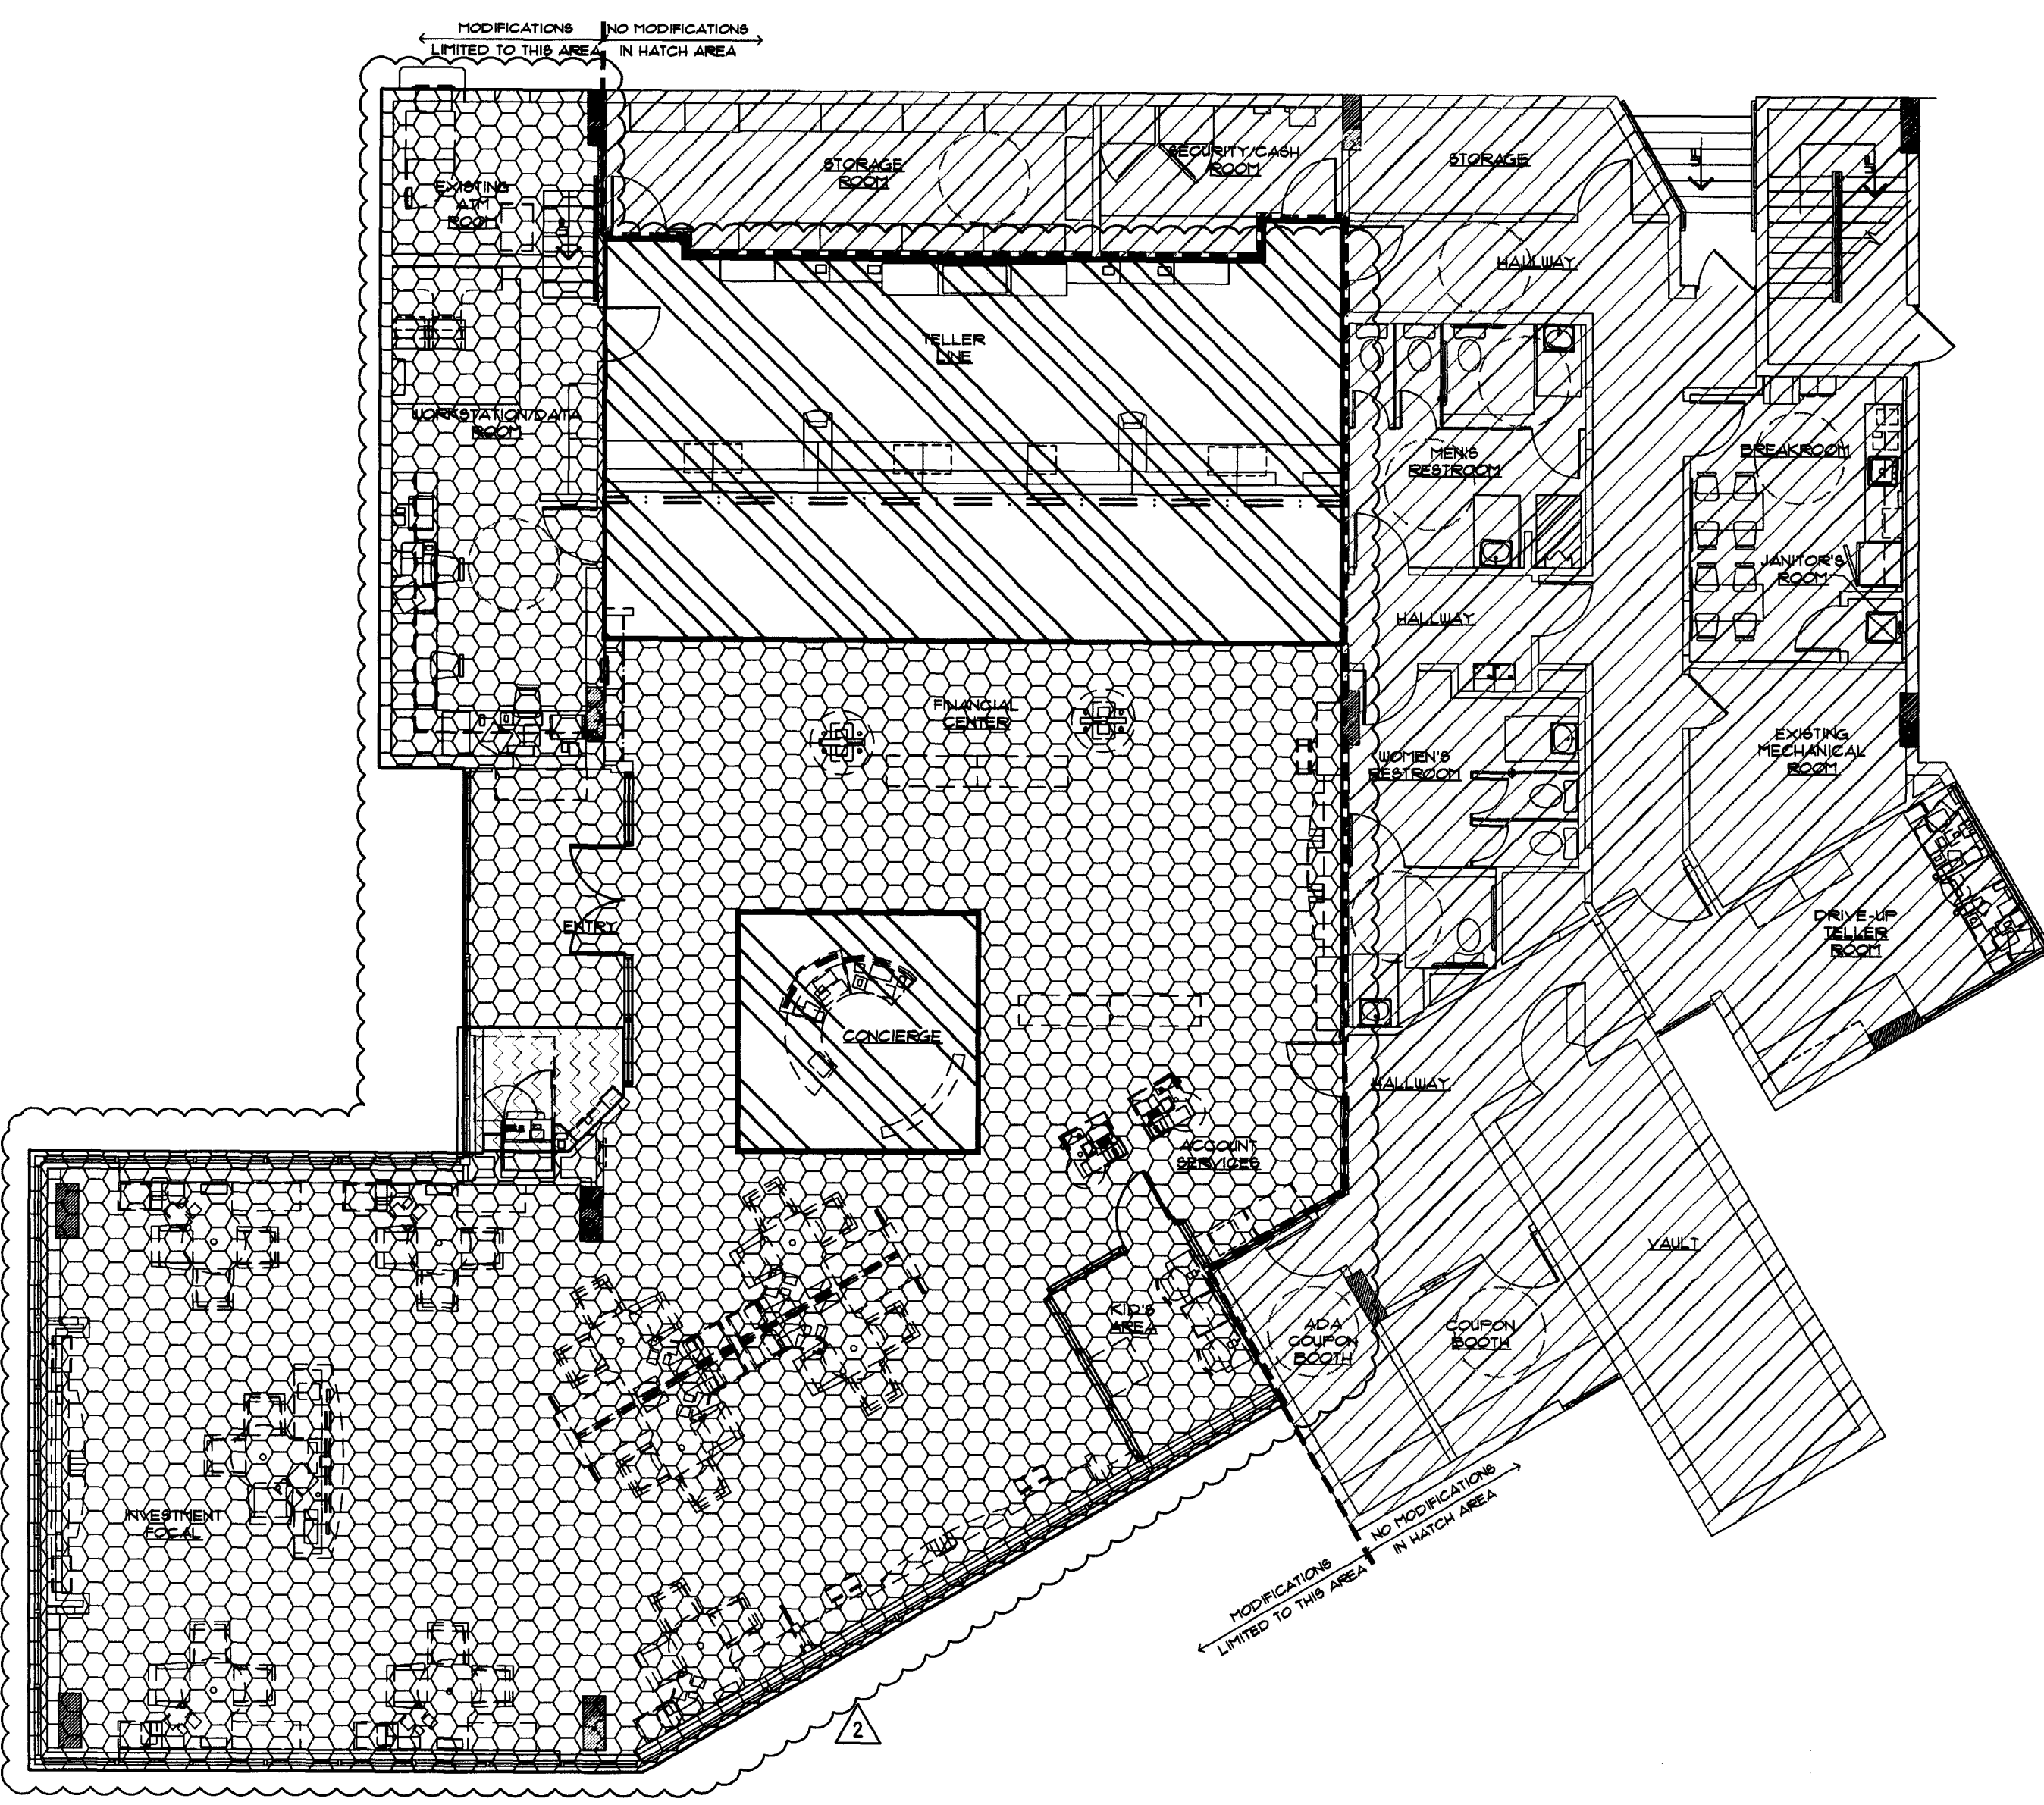 MODIFICATIONS
LIMITED TO THIS AREA
NO MODIFICATIONS
IN HATCH AREA
STORAGE
ROOM
SECURITY/CASH
ROOM
STORAGE
UP
UP
EXISTING
ATM
ROOM
UP
HALLWAY
TELLER
LINE
WORKSTATION/DATA
ROOM
MEN'S
RESTROOM
BREAKROOM
JANITOR'S
ROOM
HALLWAY
FINANCIAL
CENTER
WOMEN'S
RESTROOM
EXISTING
MECHANICAL
ROOM
ENTRY
DRIVE-UP
TELLER
ROOM
CONCIERGE
HALLWAY
ACCOUNT
SERVICES
VAULT
KID'S
AREA
ADA
COUPON
BOOTH
COUPON
BOOTH
INVESTMENT
FOCAL
NO MODIFICATIONS
IN HATCH AREA
MODIFICATIONS
LIMITED TO THIS AREA
2